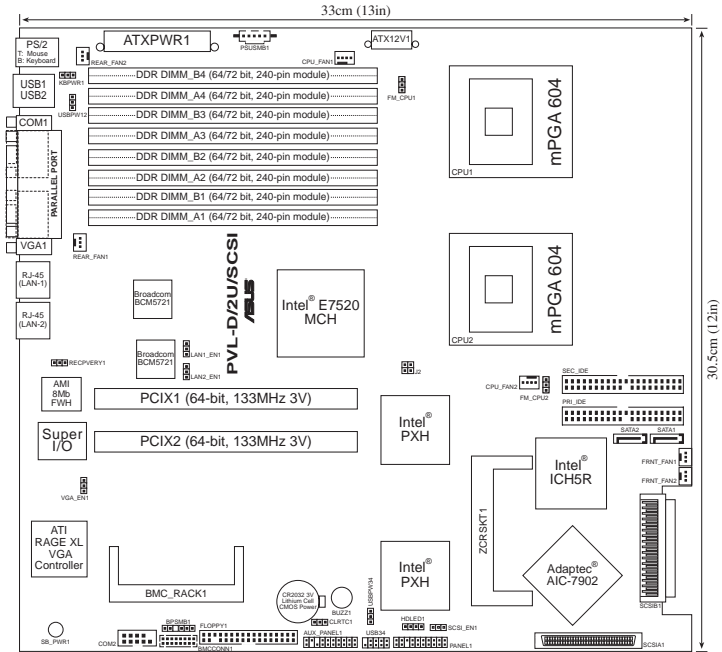 33cm (13in)
30.5cm (12in)
PS/2
T: Mouse
B: Keyboard
REAR_FAN2
ATXPWR1
PSUSMB1
ATX12V1
CPU_FAN1
KBPWR1
USB1
USB2
USBPW12
FM_CPU1
DDR DIMM_B4 (64/72 bit, 240-pin module)
DDR DIMM_A4 (64/72 bit, 240-pin module)
DDR DIMM_B3 (64/72 bit, 240-pin module)
DDR DIMM_A3 (64/72 bit, 240-pin module)
DDR DIMM_B2 (64/72 bit, 240-pin module)
DDR DIMM_A2 (64/72 bit, 240-pin module)
DDR DIMM_B1 (64/72 bit, 240-pin module)
DDR DIMM_A1 (64/72 bit, 240-pin module)
COM1
PARALLEL PORT
VGA1
REAR_FAN1
mPGA 604
CPU1
mPGA 604
CPU2
RJ-45
(LAN-1)
RJ-45
(LAN-2)
Broadcom
BCM5721
Broadcom
BCM5721
PVL-D/2U/SCSI
ASUS
Intel® E7520
MCH
LAN1_EN1
LAN2_EN1
RECPVERY1
J2
CPU_FAN2
FM_CPU2
SEC_IDE
PRI_IDE
SATA2
SATA1
AMI
8Mb
FWH
PCIX1 (64-bit, 133MHz 3V)
Super
I/O
PCIX2 (64-bit, 133MHz 3V)
Intel®
PXH
Intel®
ICH5R
FRNT_FAN1
FRNT_FAN2
VGA_EN1
ZCRSKT1
ATI
RAGE XL
VGA
Controller
BMC_RACK1
Intel®
PXH
Adaptec®
AIC-7902
SCSIB1
CR2032 3V
Lithium Cell
CMOS Power
BUZZ1
USBPW34
CLRTC1
HDLED1
SCSI_EN1
SB_PWR1
COM2
BPSMB1
BMCCONN1
FLOPPY1
AUX_PANEL1
USB34
PANEL1
SCSIA1